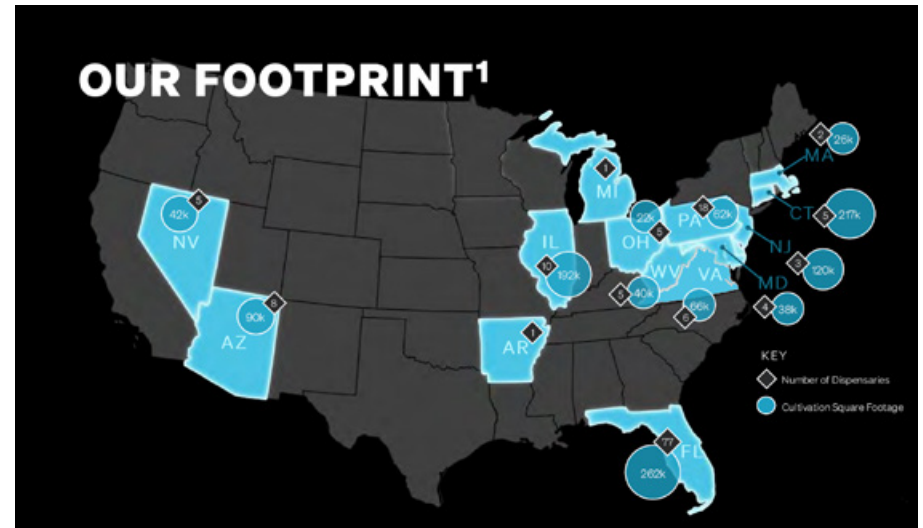 OUR FOOTPRINT¹
2
26k
MA
1
MI
5
42k
NV
22k
18
62k
PA
CT
5
217k
OH
5
NJ
IL
10
192k
WV
VA
3
120k
MD
8
90k
AZ
5
40k
66k
6
4
38k
1
AR
KEY
Number of Dispensaries
Cultivation Square Footage
77
FL
262k